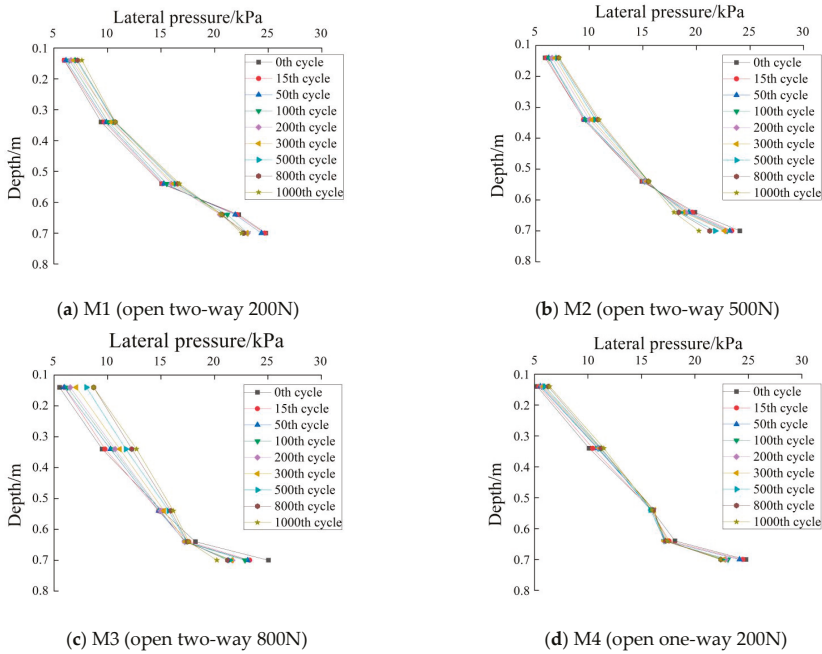 Lateral pressure/kPa
5 10 15 20 25 30
0.1
0.2
0.3
0.4
0.5
0.6
0.7
0.8
Depth/m
0th cycle
15th cycle
50th cycle
100th cycle
200th cycle
300th cycle
500th cycle
800th cycle
1000th cycle
(a) M1 (open two-way 200N)
Lateral pressure/kPa
5 10 15 20 25 30
0.1
0.2
0.3
0.4
0.5
0.6
0.7
0.8
Depth/m
0th cycle
15th cycle
50th cycle
100th cycle
200th cycle
300th cycle
500th cycle
800th cycle
1000th cycle
(b) M2 (open two-way 500N)
Lateral pressure/kPa
5 10 15 20 25 30
0.1
0.2
0.3
0.4
0.5
0.6
0.7
0.8
Depth/m
0th cycle
15th cycle
50th cycle
100th cycle
200th cycle
300th cycle
500th cycle
800th cycle
1000th cycle
(c) M3 (open two-way 800N)
Lateral pressure/kPa
5 10 15 20 25 30
0.1
0.2
0.3
0.4
0.5
0.6
0.7
0.8
Depth/m
0th cycle
15th cycle
50th cycle
100th cycle
200th cycle
300th cycle
500th cycle
800th cycle
1000th cycle
(d) M4 (open one-way 200N)